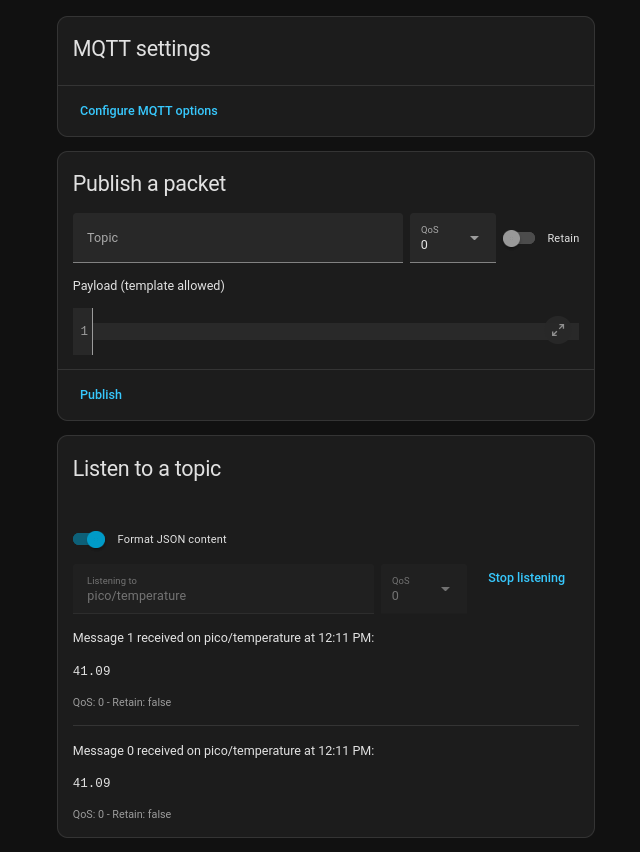 MQTT settings
Configure MQTT options
Publish a packet
Topic
QoS
0
Retain
Payload (template allowed)
1
Publish
Listen to a topic
Format JSON content
Listening to
pico/temperature
QoS
0
Stop listening
Message 1 received on pico/temperature at 12:11 PM:
41.09
QoS: 0 - Retain: false
Message 0 received on pico/temperature at 12:11 PM:
41.09
QoS: 0 - Retain: false